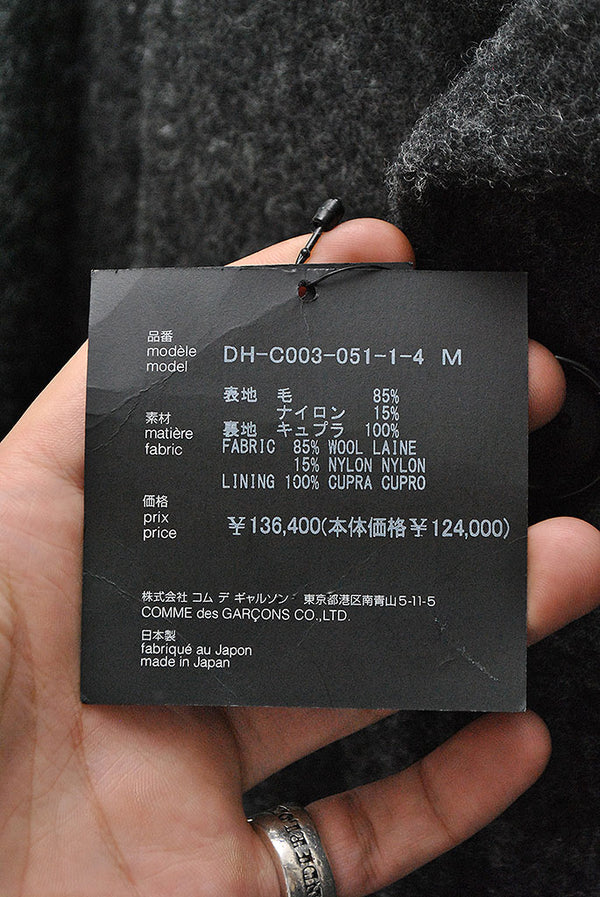 品番
modèle
model
DH-C003-051-1-4 M
素材
matière
fabric
表地 毛 85%
ナイロン 15%
裏地 キュプラ 100%
FABRIC 85% WOOL LAINE
15% NYLON NYLON
LINING 100% CUPRA CUPRO
価格
prix
price
¥136,400(本体価格¥124,000)
株式会社 コム デ ギャルソン 東京都港区南青山5-11-5
COMME des GARÇONS CO.,LTD.
日本製
fabriqué au Japon
made in Japan